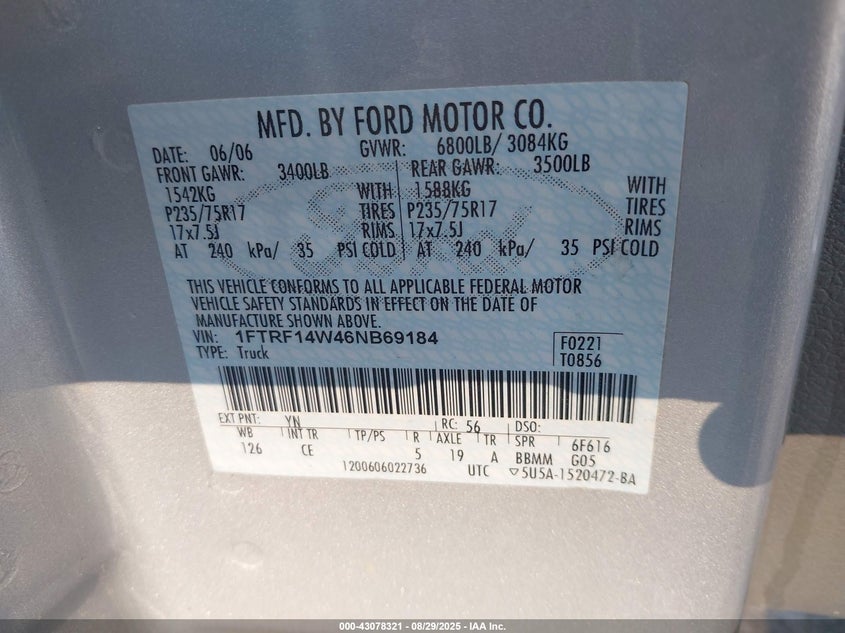 MFD. BY FORD MOTOR CO.
DATE: 06/06 GVWR: 6800LB/ 3084KG
FRONT GAWR: 3400LB REAR GAWR: 3500LB
1542KG WITH 1588KG WITH
P235/75R17 TIRES P235/75R17 TIRES
17x7.5J RIMS 17x7.5J RIMS
AT 240 kPa/ 35 PSI COLD AT 240 kPa/ 35 PSI COLD
Ford
THIS VEHICLE CONFORMS TO ALL APPLICABLE FEDERAL MOTOR
VEHICLE SAFETY STANDARDS IN EFFECT ON THE DATE OF
MANUFACTURE SHOWN ABOVE.
VIN: 1FTRF14W46NB69184 F0221
TYPE: Truck T0856
EXT PNT: YN RC: 56 DSO:
WB INT TR TP/PS R AXLE TR SPR 6F616
126 CE 5 19 A BBMM G05
1200606022736 UTC ▽5U5A-1520472-BA
000-43078321 - 08/29/2025 - IAA Inc.